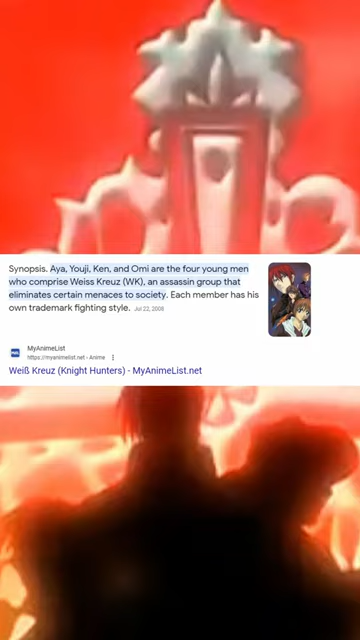 Synopsis. Aya, Youji, Ken, and Omi are the four young men
who comprise Weiss Kreuz (WK), an assassin group that
eliminates certain menaces to society. Each member has his
own trademark fighting style. Jul 22, 2008
MyAnimeList
https://myanimelist.net › Anime
Weiß Kreuz (Knight Hunters) - MyAnimeList.net